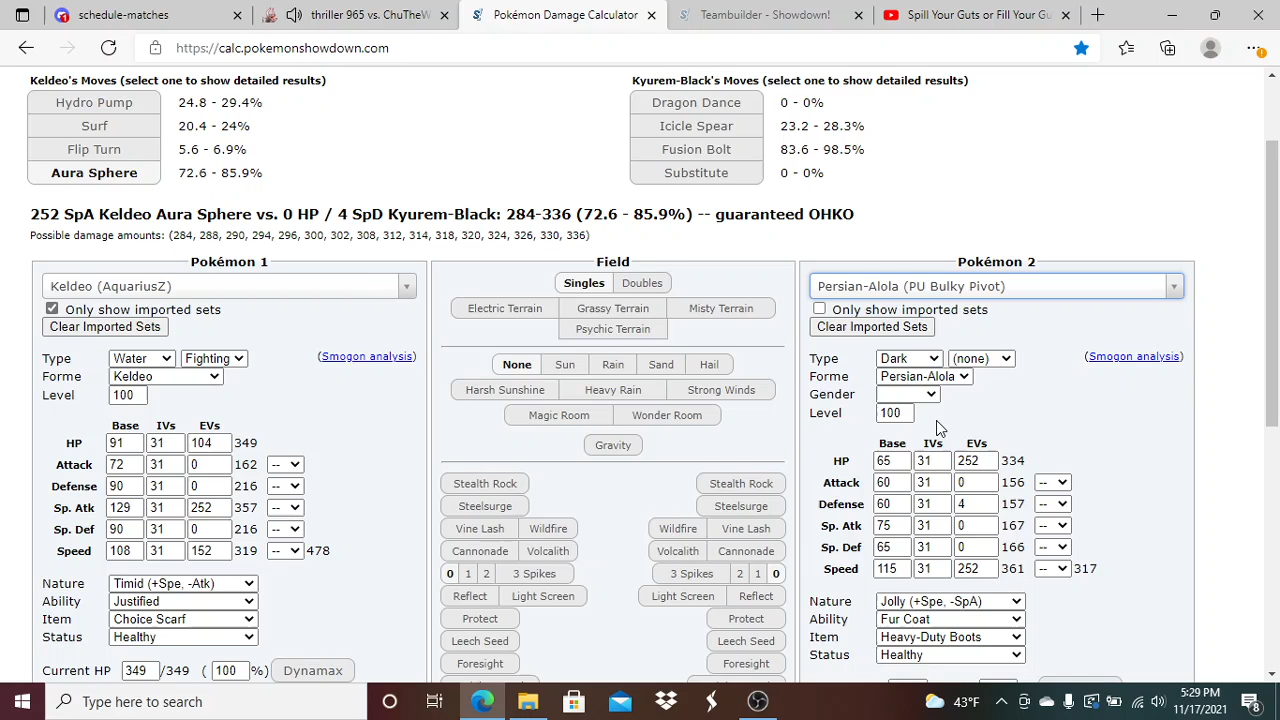 schedule-matches
thriller 965 vs. ChuTheW
Pokémon Damage Calculator
Teambuilder - Showdown!
Spill Your Guts or Fill Your Gu
https://calc.pokemonshowdown.com
Keldeo's Moves (select one to show detailed results)
Kyurem-Black's Moves (select one to show detailed results)
Hydro Pump 24.8 - 29.4%
Dragon Dance 0 - 0%
Surf 20.4 - 24%
Icicle Spear 23.2 - 28.3%
Flip Turn 5.6 - 6.9%
Fusion Bolt 83.6 - 98.5%
Aura Sphere 72.6 - 85.9%
Substitute 0 - 0%
252 SpA Keldeo Aura Sphere vs. 0 HP / 4 SpD Kyurem-Black: 284-336 (72.6 - 85.9%) -- guaranteed OHKO
Possible damage amounts: (284, 288, 290, 294, 296, 300, 302, 308, 312, 314, 318, 320, 324, 326, 330, 336)
Pokémon 1
Keldeo (AquariusZ)
Only show imported sets
Clear Imported Sets
Type Water Fighting (Smogon analysis)
Forme Keldeo
Level 100
Base IVs EVs
HP 91 31 104 349
Attack 72 31 0 162 --
Defense 90 31 0 216 --
Sp. Atk 129 31 252 357 --
Sp. Def 90 31 0 216 --
Speed 108 31 152 319 -- 478
Nature Timid (+Spe, -Atk)
Ability Justified
Item Choice Scarf
Status Healthy
Current HP 349 /349 ( 100 %) Dynamax
Field
Singles Doubles
Electric Terrain Grassy Terrain Misty Terrain
Psychic Terrain
None Sun Rain Sand Hail
Harsh Sunshine Heavy Rain Strong Winds
Magic Room Wonder Room
Gravity
Stealth Rock Stealth Rock
Steelsurge Steelsurge
Vine Lash Wildfire Wildfire Vine Lash
Cannonade Volcalith Volcalith Cannonade
0 1 2 3 Spikes 3 Spikes 2 1 0
Reflect Light Screen Light Screen Reflect
Protect Protect
Leech Seed Leech Seed
Foresight Foresight
Pokémon 2
Persian-Alola (PU Bulky Pivot)
Only show imported sets
Clear Imported Sets
Type Dark (none) (Smogon analysis)
Forme Persian-Alola
Gender
Level 100
Base IVs EVs
HP 65 31 252 334
Attack 60 31 0 156 --
Defense 60 31 4 157 --
Sp. Atk 75 31 0 167 --
Sp. Def 65 31 0 166 --
Speed 115 31 252 361 -- 317
Nature Jolly (+Spe, -SpA)
Ability Fur Coat
Item Heavy-Duty Boots
Status Healthy
Type here to search
43°F
5:29 PM
11/17/2021
8